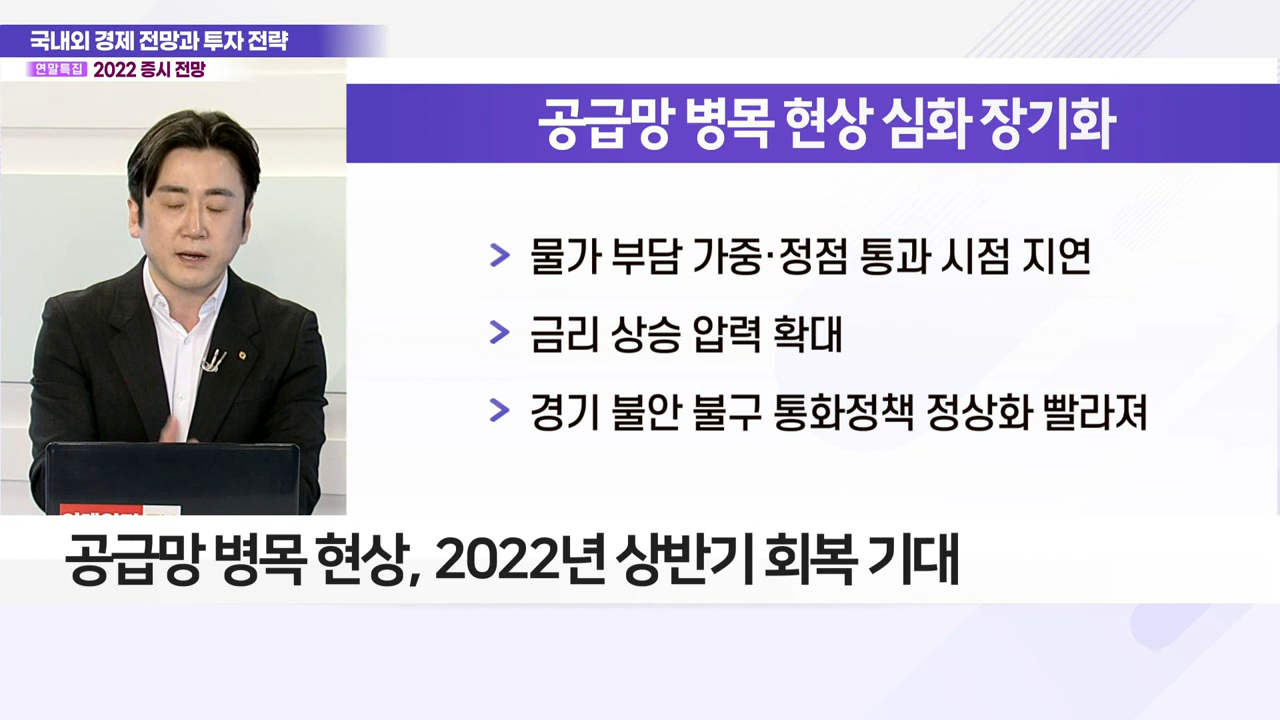 국내외 경제 전망과 투자 전략
연말특집 2022 증시 전망
공급망 병목 현상 심화 장기화
물가 부담 가중·정점 통과 시점 지연
금리 상승 압력 확대
경기 불안 불구 통화정책 정상화 빨라져
공급망 병목 현상, 2022년 상반기 회복 기대